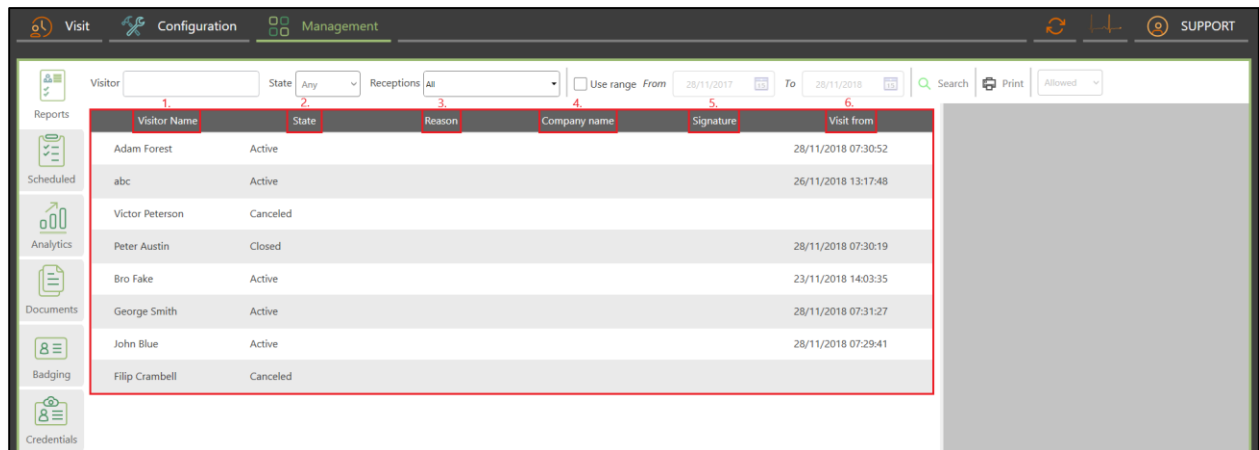 Visit Configuration Management SUPPORT
Visitor State Any Receptions All Use range From 28/11/2017 15 To 28/11/2018 15 Search Print Allowed
Reports
Scheduled
Analytics
Documents
Badging
Credentials
1. 2. 3. 4. 5. 6.
Visitor Name State Reason Company name Signature Visit from
Adam Forest Active 28/11/2018 07:30:52
abc Active 26/11/2018 13:17:48
Victor Peterson Canceled
Peter Austin Closed 28/11/2018 07:30:19
Bro Fake Active 23/11/2018 14:03:35
George Smith Active 28/11/2018 07:31:27
John Blue Active 28/11/2018 07:29:41
Filip Crambell Canceled